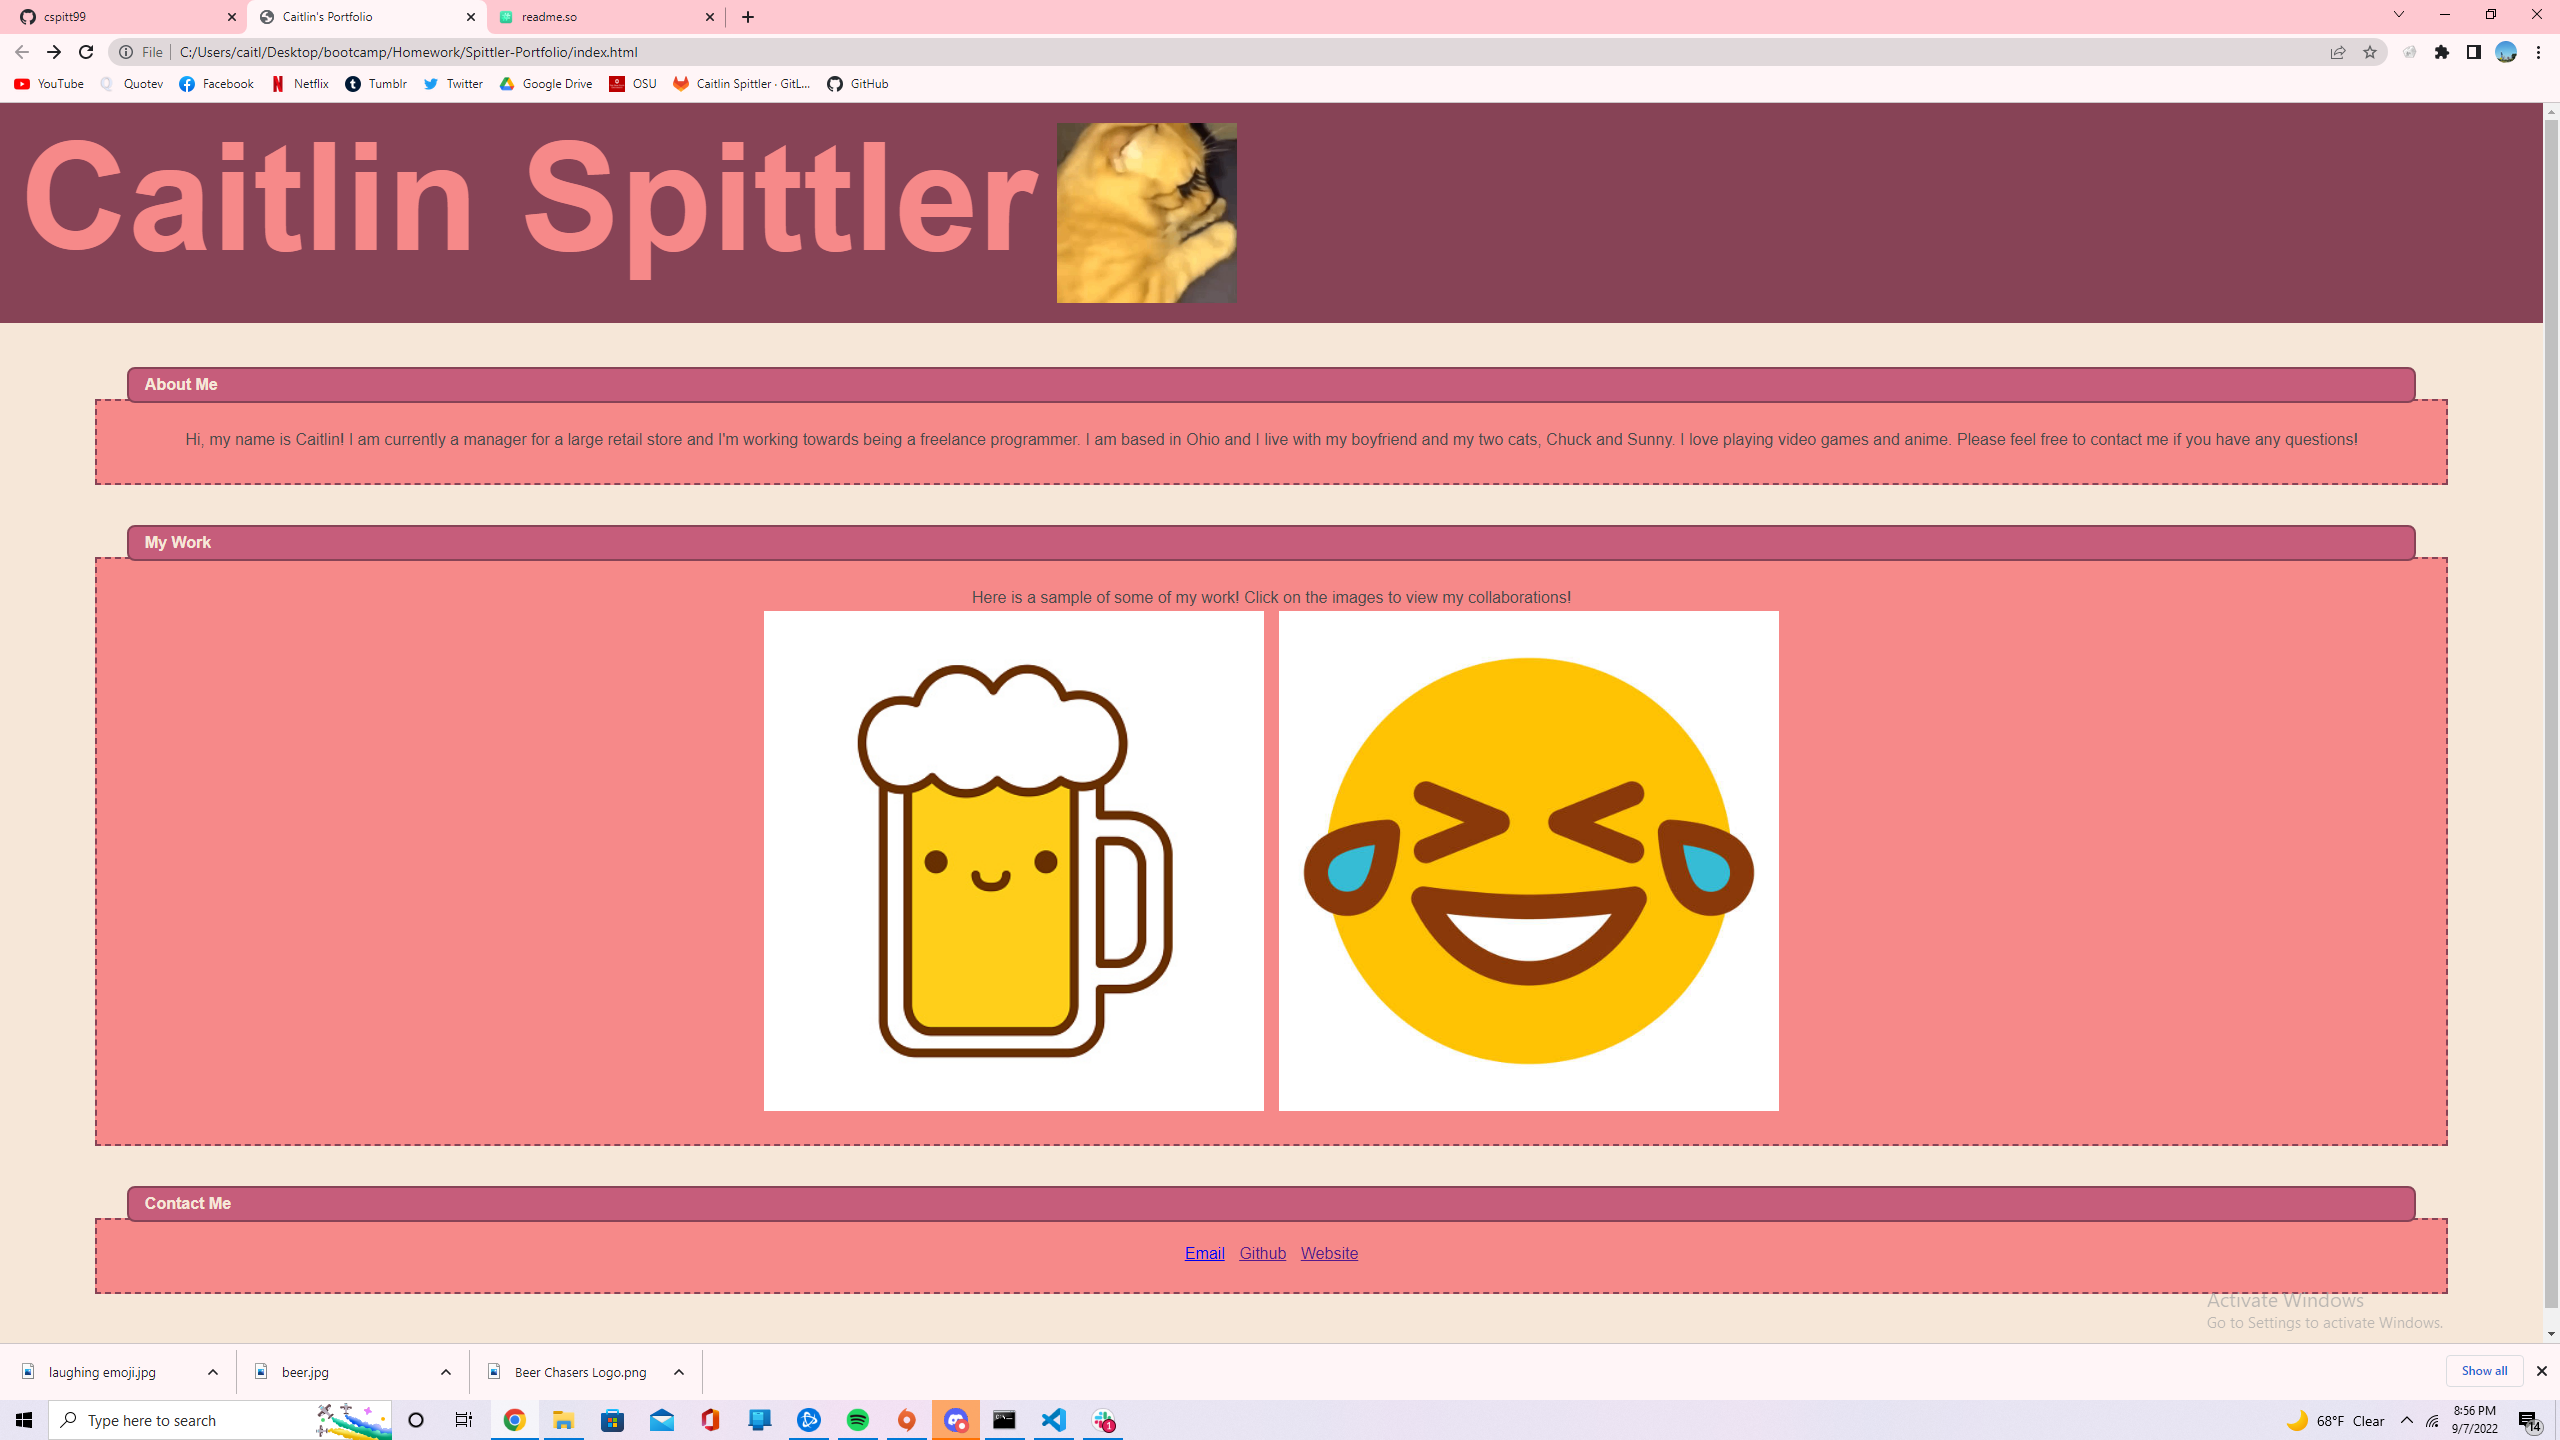 cspitt99
Caitlin's Portfolio
readme.so
File
C:/Users/caitl/Desktop/bootcamp/Homework/Spittler-Portfolio/index.html
YouTube
Quotev
Facebook
Netflix
Tumblr
Twitter
Google Drive
OSU
Caitlin Spittler · GitL...
GitHub
Caitlin Spittler
About Me
Hi, my name is Caitlin! I am currently a manager for a large retail store and I'm working towards being a freelance programmer. I am based in Ohio and I live with my boyfriend and my two cats, Chuck and Sunny. I love playing video games and anime. Please feel free to contact me if you have any questions!
My Work
Here is a sample of some of my work! Click on the images to view my collaborations!
Contact Me
Email Github Website
Activate Windows
Go to Settings to activate Windows.
laughing emoji.jpg
beer.jpg
Beer Chasers Logo.png
Show all
Type here to search
1
68°F Clear
8:56 PM
9/7/2022
14